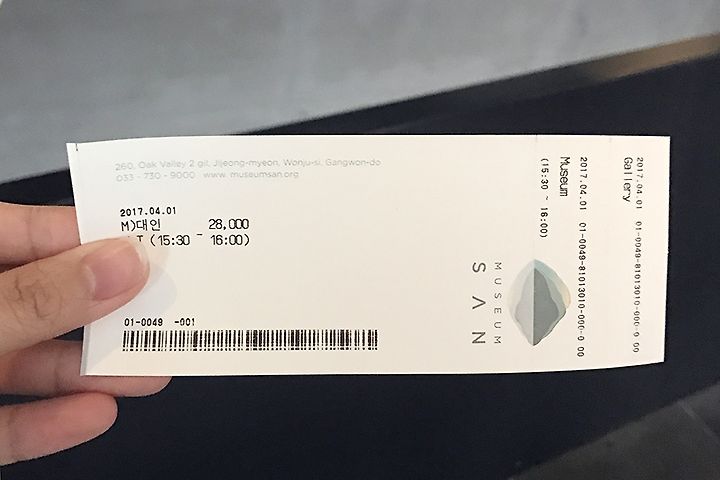 260, Oak Valley 2 gil, Jijeong-myeon, Wonju-si, Gangwon-do
033 - 730 - 9000 www.museumsan.org
2017.04.01
M)대인 28,000
T (15:30 ~ 16:00)
01-0049 -001
MUSEUM
SAN
Museum
(15:30 ~ 16:00)
2017.04.01 01-0049-81013010-000-0 00
Gallery
2017.04.01 01-0049-81013010-000-0 00